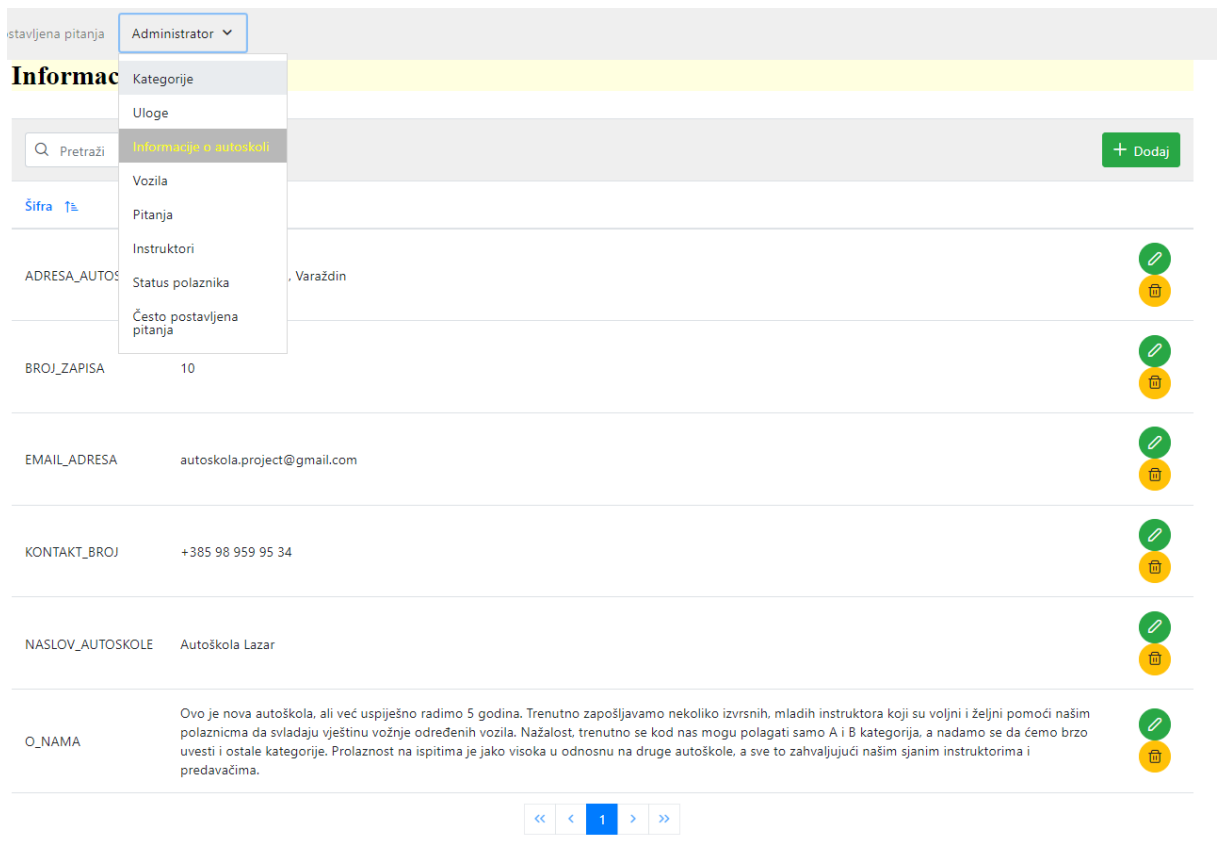 pitanja Administrator
Kategorije
Uloge
Informacije o autoskoli
Vozila
Pitanja
Instruktori
Status polaznika
Često postavljena
pitanja
Pretraži
Dodaj
Šifra
, Varaždin
BROJ_ZAPISA 10
EMAIL_ADRESA autoskola.project@gmail.com
KONTAKT_BROJ +385 98 959 95 34
NASLOV_AUTOSKOLE Autoškola Lazar
O_NAMA
Ovo je nova autoškola, ali već uspiješno radimo 5 godina. Trenutno zapošljavamo nekoliko izvrsnih, mladih instruktora koji su voljni i željni pomoći našim
polaznicma da svladaju vještinu vožnje određenih vozila. Nažalost, trenutno se kod nas mogu polagati samo A i B kategorija, a nadamo se da ćemo brzo
uvesti i ostale kategorije. Prolaznost na ispitima je jako visoka u odnosnu na druge autoškole, a sve to zahvaljujući našim sjanim instruktorima i
predavačima.
1